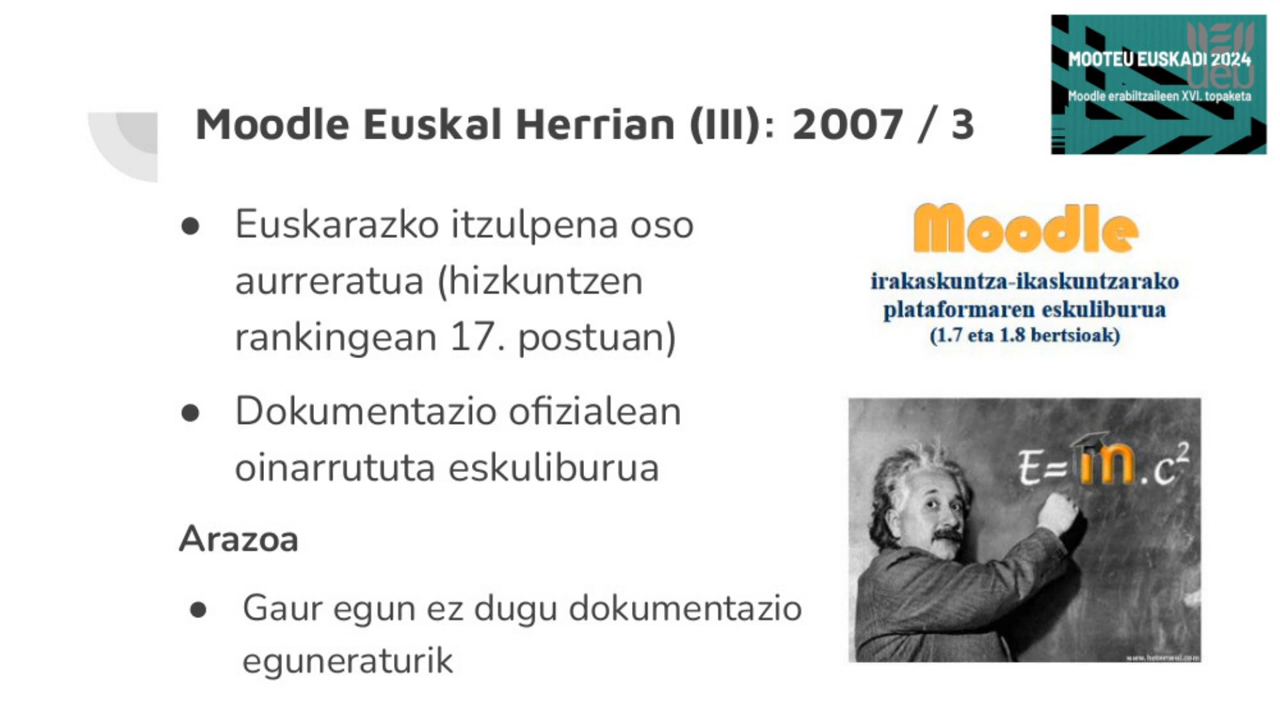 MOOTEU EUSKADI 2024
Moodle erabiltzaileen XVI. topaketa
ueu
Moodle Euskal Herrian (III): 2007 / 3
● Euskarazko itzulpena oso
aurreratua (hizkuntzen
rankingean 17. postuan)
● Dokumentazio ofizialean
oinarrututa eskuliburua
Arazoa
● Gaur egun ez dugu dokumentazio
eguneraturik
Moodle
irakaskuntza-ikaskuntzarako
plataformaren eskuliburua
(1.7 eta 1.8 bertsioak)
E=m.c²